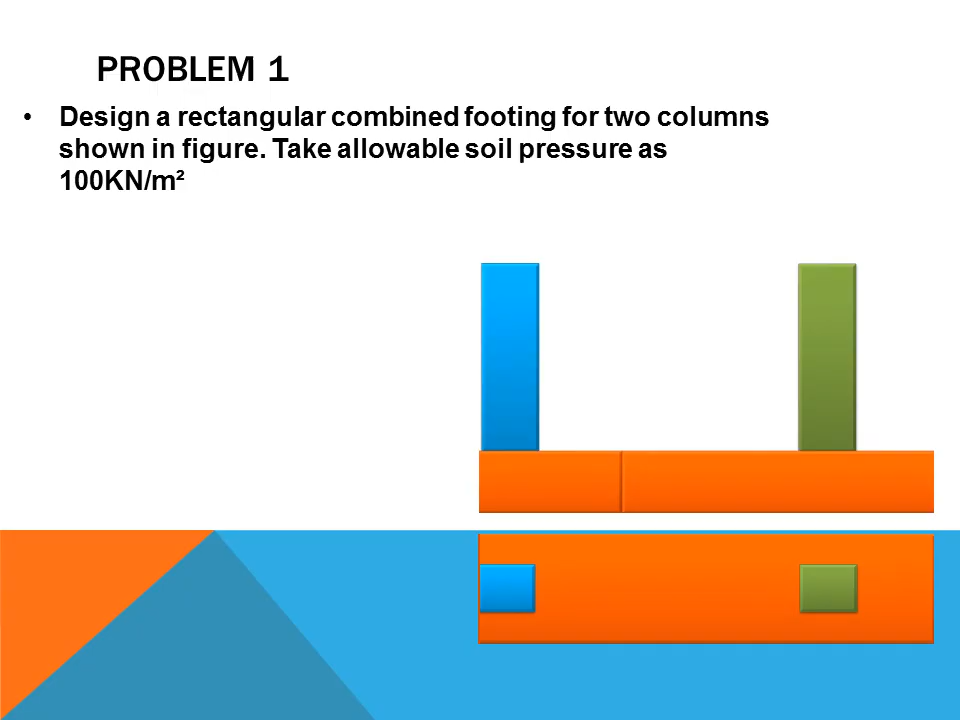 PROBLEM 1
• Design a rectangular combined footing for two columns
shown in figure. Take allowable soil pressure as
100KN/m²